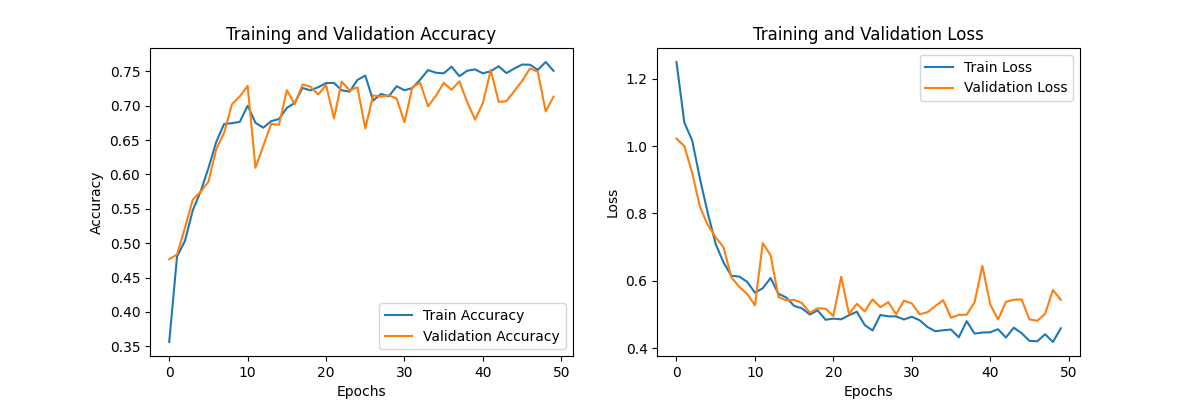 Training and Validation Accuracy
Accuracy
0.75
0.70
0.65
0.60
0.55
0.50
0.45
0.40
0.35
Train Accuracy
Validation Accuracy
0 10 20 30 40 50
Epochs
Training and Validation Loss
Loss
1.2
1.0
0.8
0.6
0.4
Train Loss
Validation Loss
0 10 20 30 40 50
Epochs